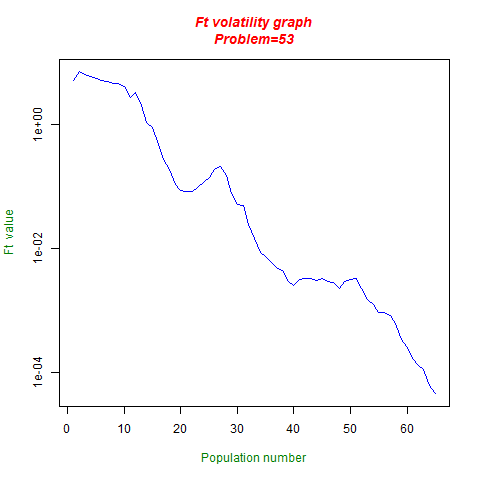 Ft volatility graph
Problem=53
1e+00
1e-02
1e-04
Ft value
0 10 20 30 40 50 60
Population number